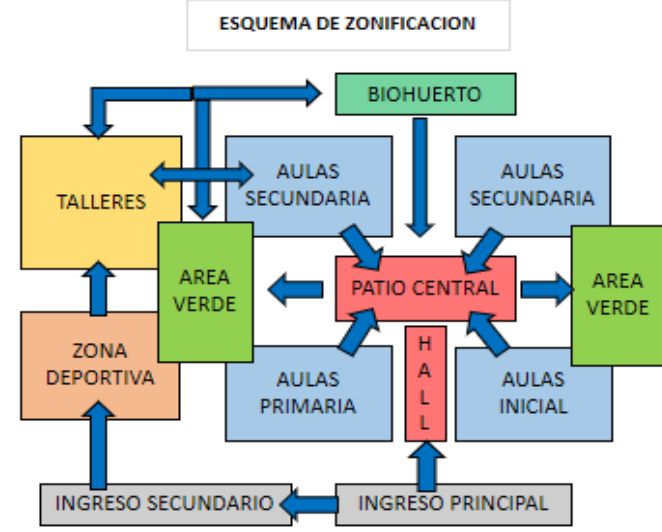 ESQUEMA DE ZONIFICACION
BIOHUERTO
TALLERES
AULAS
SECUNDARIA
AULAS
SECUNDARIA
AREA
VERDE
PATIO CENTRAL
AREA
VERDE
ZONA
DEPORTIVA
AULAS
PRIMARIA
HALL
AULAS
INICIAL
INGRESO SECUNDARIO
INGRESO PRINCIPAL